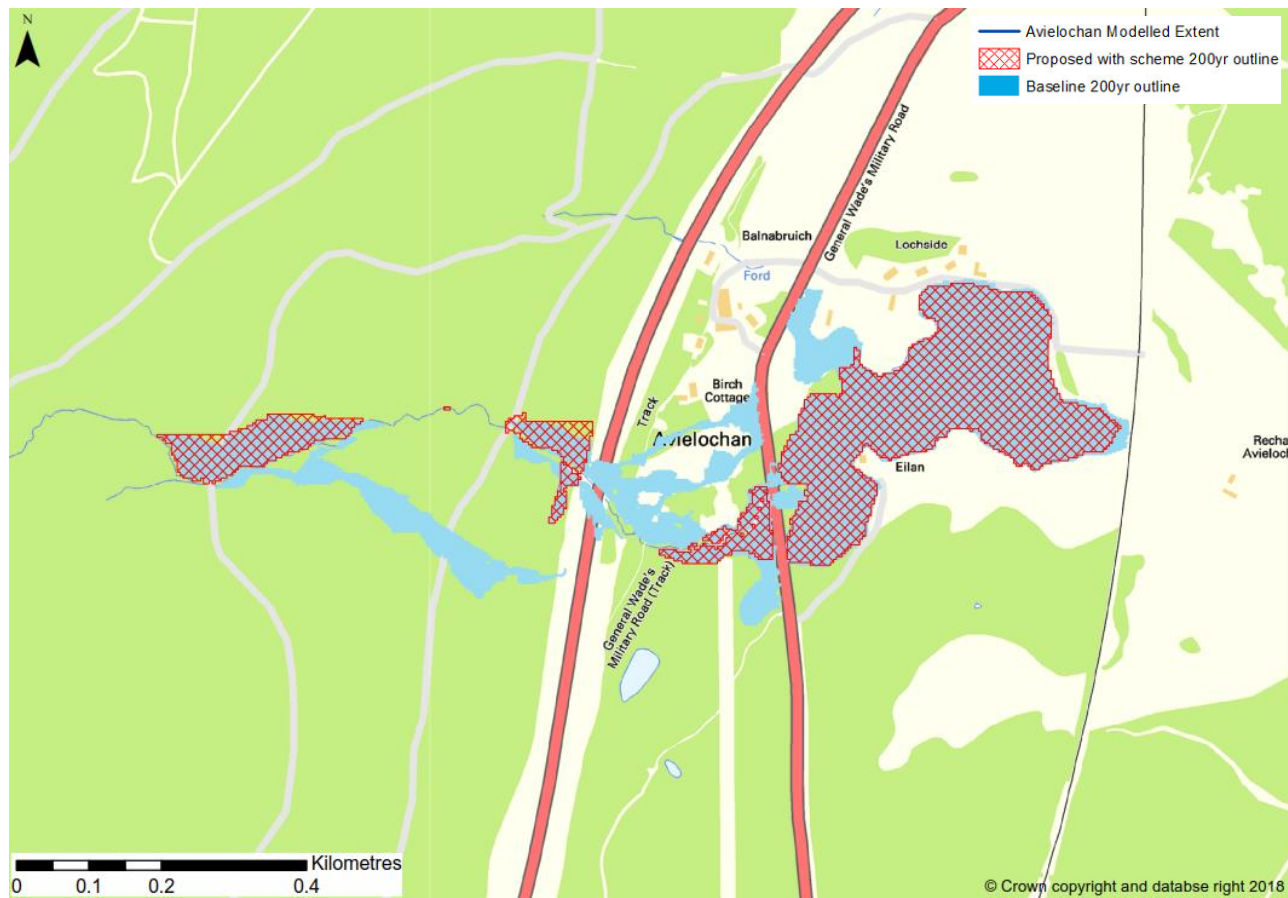 N
Avielochan Modelled Extent
Proposed with scheme 200yr outline
Baseline 200yr outline
General Wade's Military Road
Balnabruich
Lochside
Ford
Track
Birch
Cottage
Avielochan
Eilan
Recha
Avieloch
General Wade's
Military Road (Track)
Kilometres
0 0.1 0.2 0.4
© Crown copyright and databse right 2018